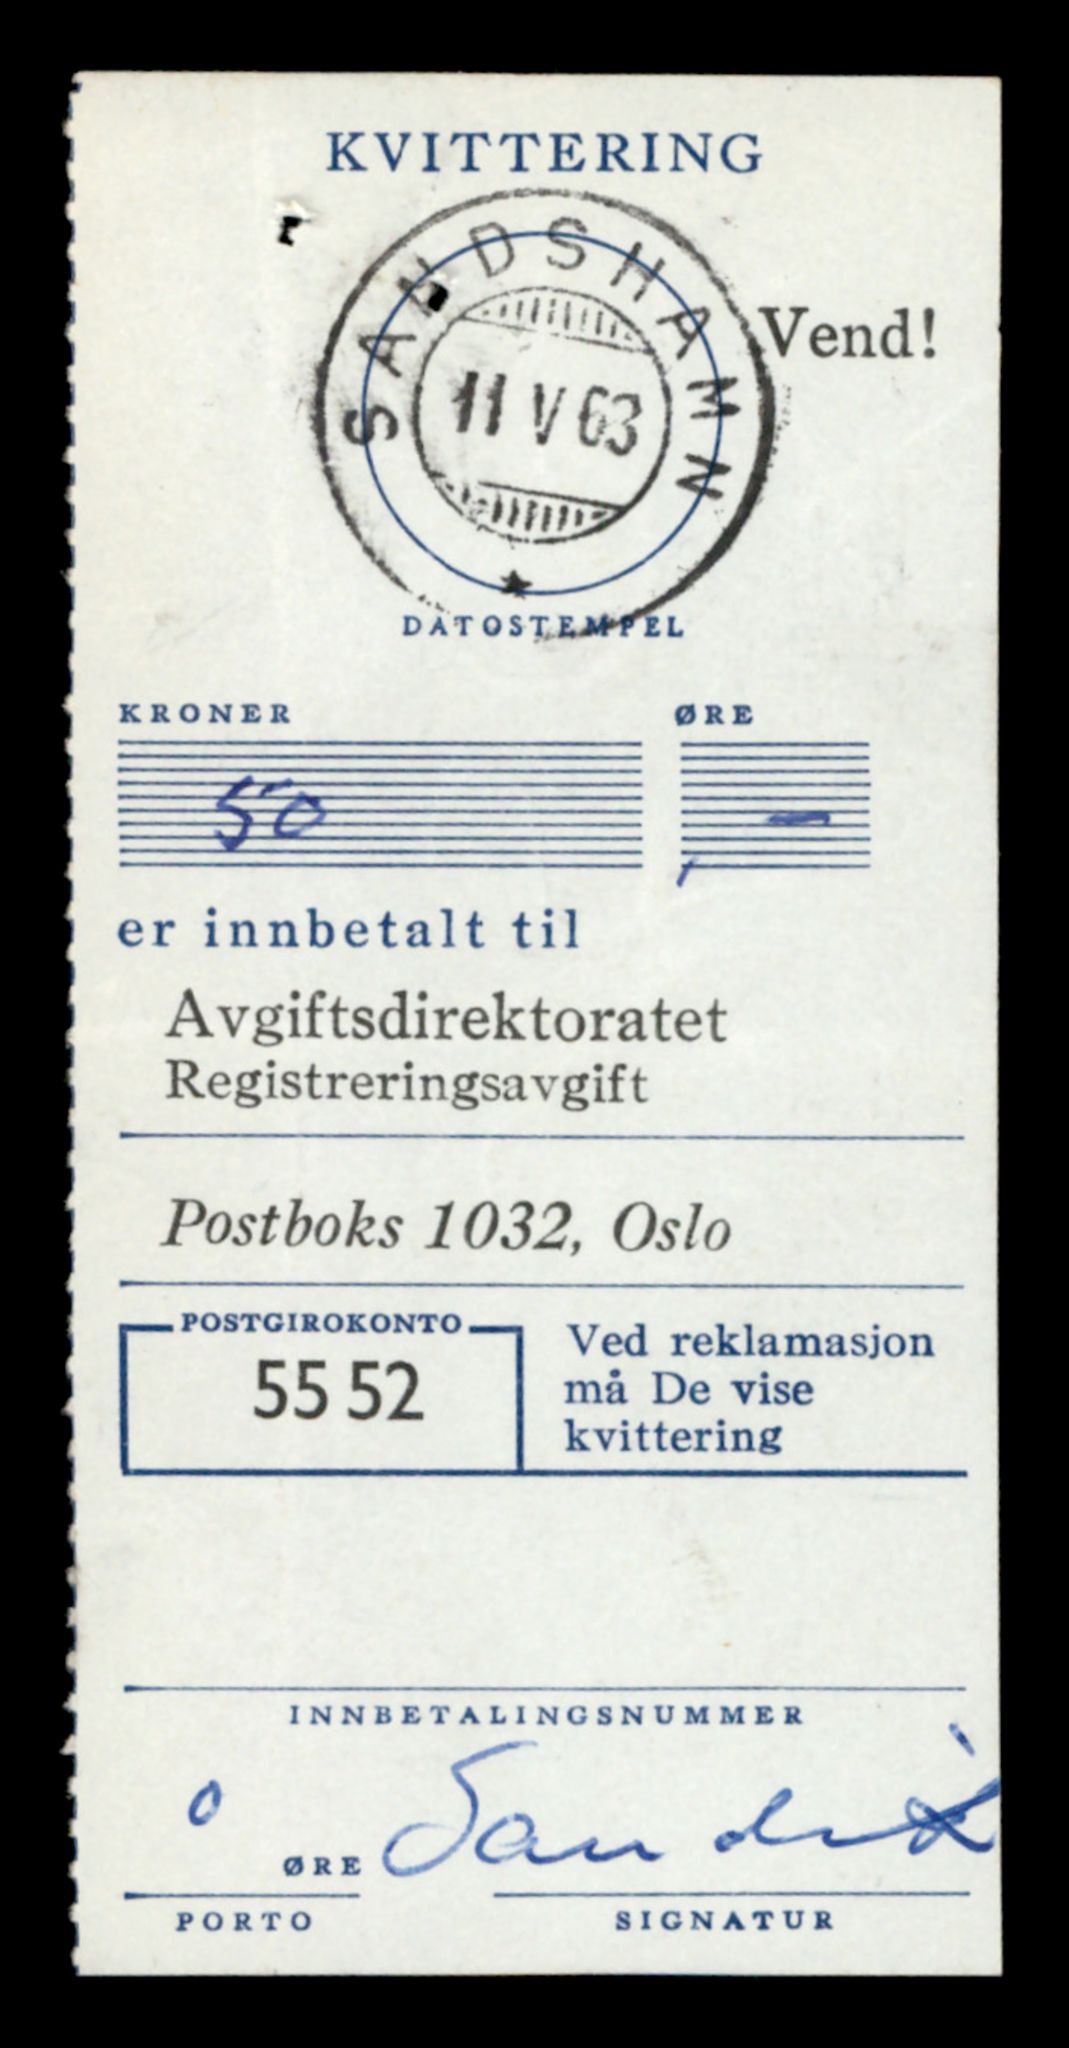 KVITTERING
SANDSHAMN
Vend!
11 V 63
DATOSTEMPEL
KRONER ØRE
50 , -
er innbetalt til
Avgiftsdirektoratet
Registreringsavgift
Postboks 1032, Oslo
POSTGIROKONTO
55 52
Ved reklamasjon
må De vise
kvittering
INNBETALINGSNUMMER
0 ØRE
PORTO SIGNATUR